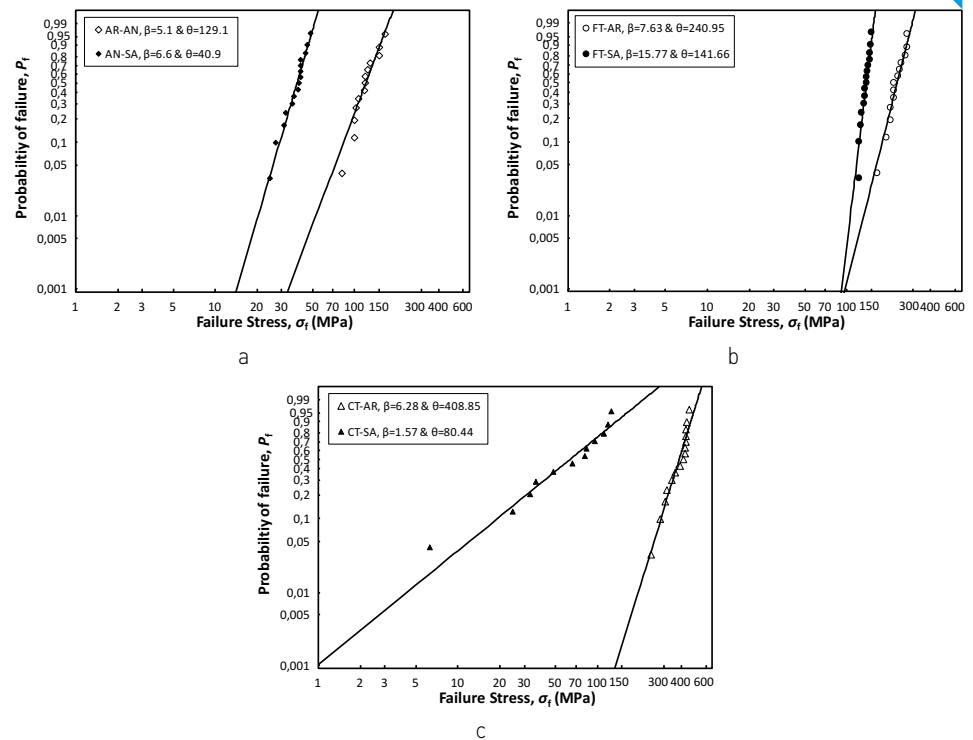 0,99
0,95
0,9
0,8
0,7
0,6
0,5
0,4
0,3
0,2
0,1
0,05
0,01
0,005
0,001
Probabiltiy of failure, Pf
AR-AN, β=5.1 & θ=129.1
AN-SA, β=6.6 & θ=40.9
1 2 3 5 10 20 30 50 70 100 150 300 400 600
Failure Stress, σf (MPa)
a
0,99
0,95
0,9
0,8
0,7
0,6
0,5
0,4
0,3
0,2
0,1
0,05
0,01
0,005
0,001
Probabiltiy of failure, Pf
FT-AR, β=7.63 & θ=240.95
FT-SA, β=15.77 & θ=141.66
1 2 3 5 10 20 30 50 70 100 150 300 400 600
Failure Stress, σf (MPa)
b
0,99
0,95
0,9
0,8
0,7
0,6
0,5
0,4
0,3
0,2
0,1
0,05
0,01
0,005
0,001
Probabiltiy of failure, Pf
CT-AR, β=6.28 & θ=408.85
CT-SA, β=1.57 & θ=80.44
1 2 3 5 10 20 30 50 70 100 150 300 400 600
Failure Stress, σf (MPa)
c